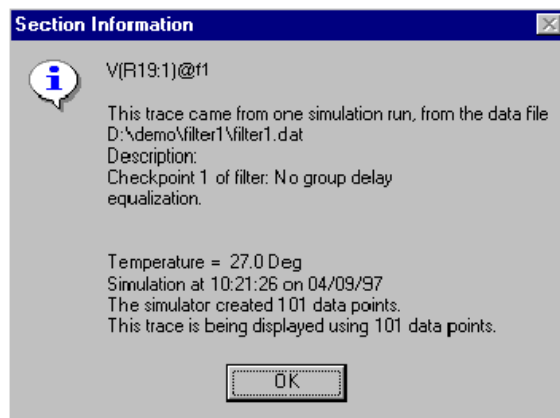 Section Information
V(R19:1)@f1
This trace came from one simulation run, from the data file
D:\demo\filter1\filter1.dat
Description:
Checkpoint 1 of filter: No group delay
equalization.
Temperature = 27.0 Deg
Simulation at 10:21:26 on 04/09/97
The simulator created 101 data points.
This trace is being displayed using 101 data points.
OK